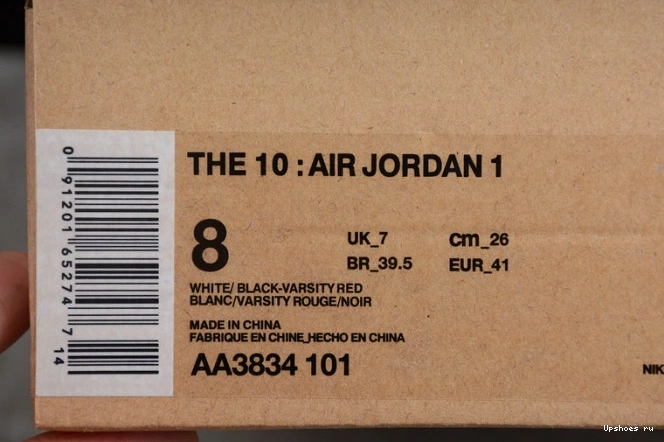 THE 10 : AIR JORDAN 1
8
UK_7 cm_26
BR_39.5 EUR_41
WHITE/ BLACK-VARSITY RED
BLANC/VARSITY ROUGE/NOIR
MADE IN CHINA
FABRIQUE EN CHINE_HECHO EN CHINA
AA3834 101
0 91201 65274 7
14
NIK
Upshoes ru